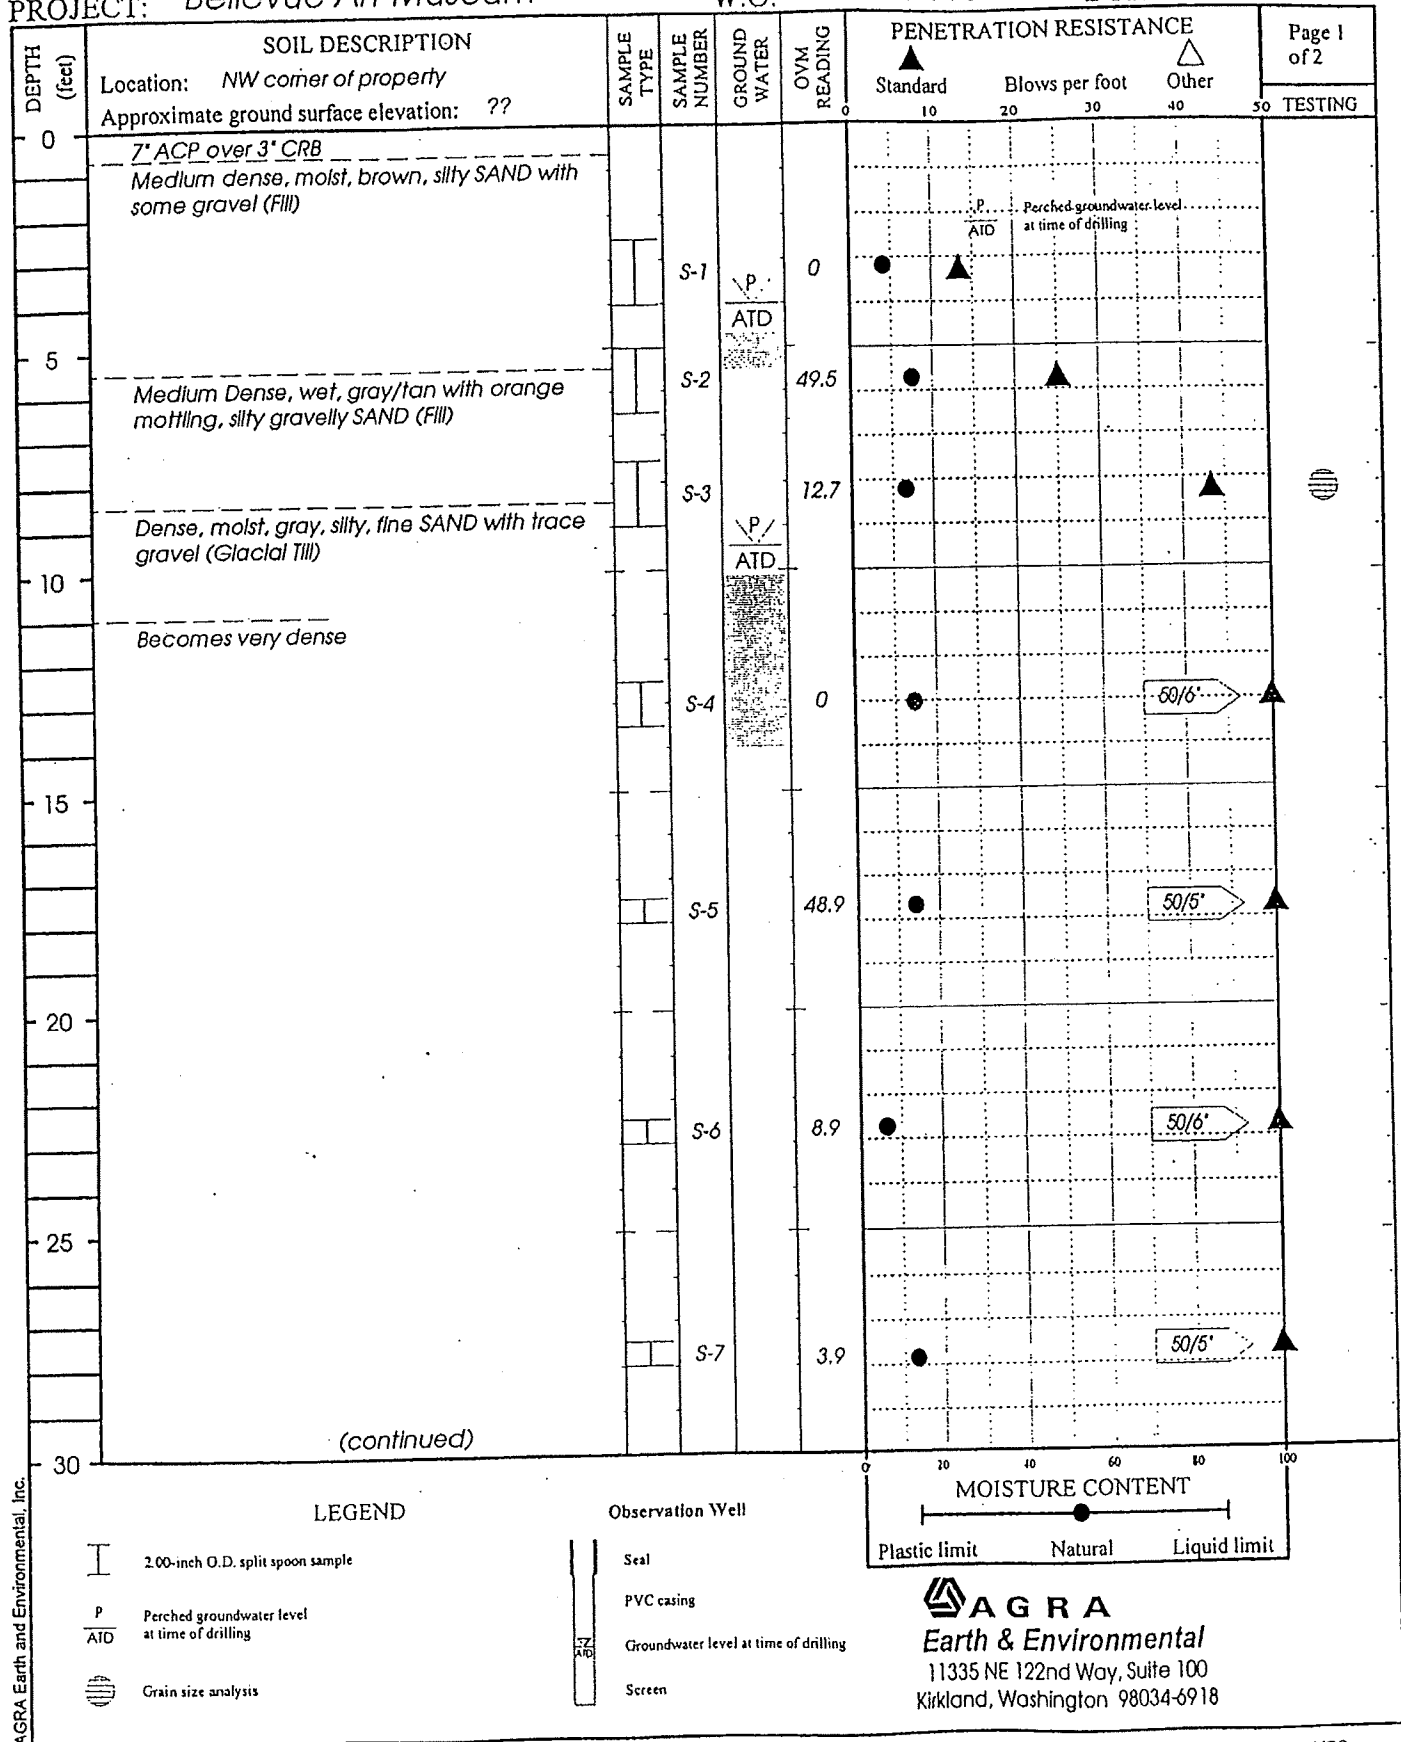 PROJECT: Bellevue Art Museum W.O.
DEPTH (feet)
SOIL DESCRIPTION
Location: NW corner of property
Approximate ground surface elevation: ??
SAMPLE TYPE
SAMPLE NUMBER
GROUND WATER
OVM READING
PENETRATION RESISTANCE
Standard Blows per foot Other
0 10 20 30 40 50
Page 1
of 2
TESTING
0
7" ACP over 3" CRB
Medium dense, moist, brown, silty SAND with
some gravel (Fill)
P
ATD
Perched groundwater level
at time of drilling
S-1 0
P
ATD
5
S-2 49.5
Medium Dense, wet, gray/tan with orange
mottling, silty gravelly SAND (Fill)
S-3 12.7
Dense, moist, gray, silty, fine SAND with trace
gravel (Glacial Till)
P
ATD
10
Becomes very dense
S-4 0 50/6"
15
S-5 48.9 50/5"
20
S-6 8.9 50/6"
25
S-7 3.9 50/5"
(continued)
30
0 20 40 60 80 100
MOISTURE CONTENT
Plastic limit Natural Liquid limit
LEGEND
2.00-inch O.D. split spoon sample
P
ATD
Perched groundwater level
at time of drilling
Grain size analysis
Observation Well
Seal
PVC casing
ATD
Groundwater level at time of drilling
Screen
AGRA
Earth & Environmental
11335 NE 122nd Way, Suite 100
Kirkland, Washington 98034-6918
AGRA Earth and Environmental, Inc.